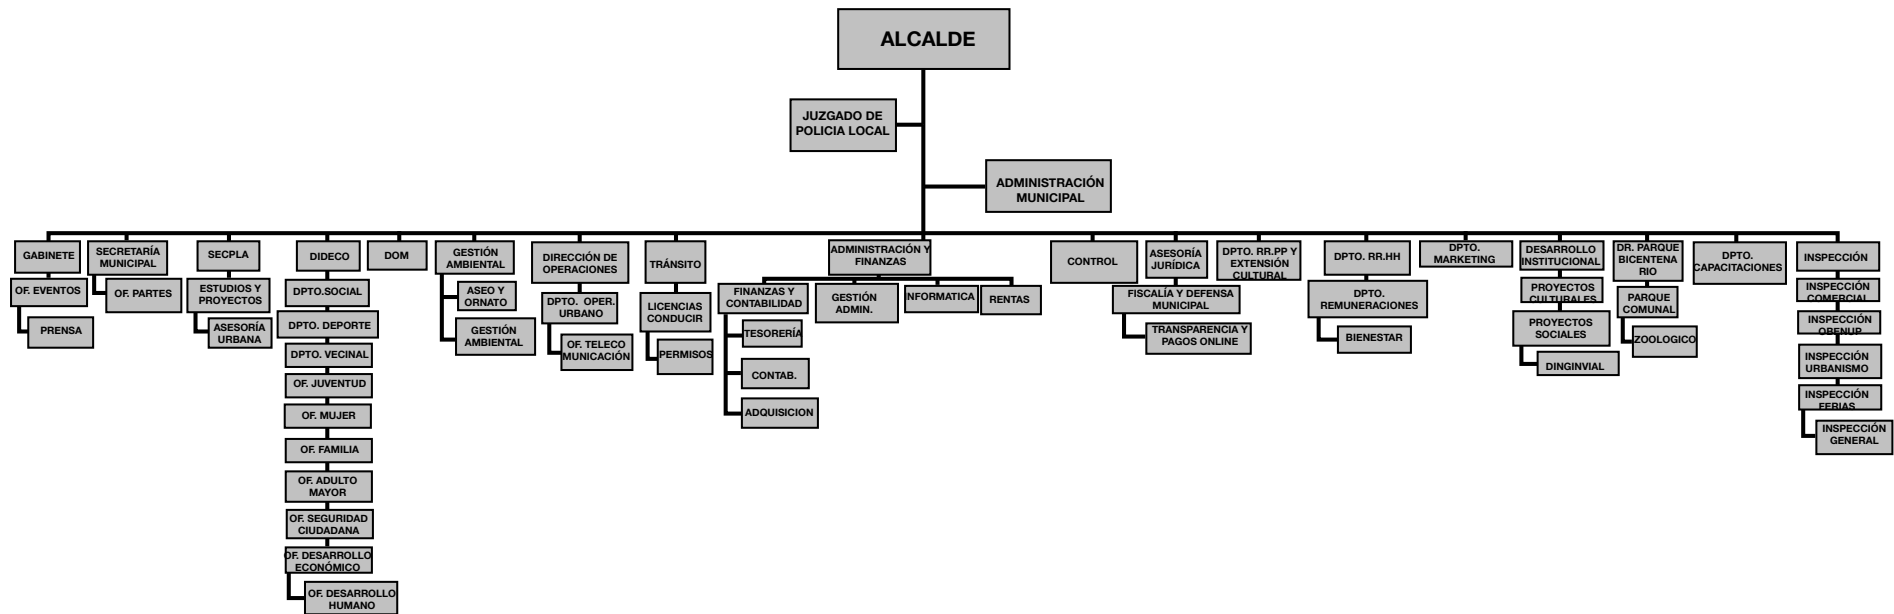 ALCALDE
JUZGADO DE
POLICIA LOCAL
ADMINISTRACIÓN
MUNICIPAL
GABINETE
OF. EVENTOS
PRENSA
SECRETARÍA
MUNICIPAL
OF. PARTES
SECPLA
ESTUDIOS Y
PROYECTOS
ASESORÍA
URBANA
DIDECO
DPTO.SOCIAL
DPTO. DEPORTE
DPTO. VECINAL
OF. JUVENTUD
OF. MUJER
OF. FAMILIA
OF. ADULTO
MAYOR
OF. SEGURIDAD
CIUDADANA
OF. DESARROLLO
ECONÓMICO
OF. DESARROLLO
HUMANO
DOM
GESTIÓN
AMBIENTAL
ASEO Y
ORNATO
GESTIÓN
AMBIENTAL
DIRECCIÓN DE
OPERACIONES
DPTO. OPER.
URBANO
OF. TELECO
MUNICACIÓN
TRÁNSITO
LICENCIAS
CONDUCIR
PERMISOS
ADMINISTRACIÓN Y
FINANZAS
FINANZAS Y
CONTABILIDAD
TESORERÍA
CONTAB.
ADQUISICION
GESTIÓN
ADMIN.
INFORMATICA
RENTAS
CONTROL
ASESORÍA
JURÍDICA
FISCALÍA Y DEFENSA
MUNICIPAL
TRANSPARENCIA Y
PAGOS ONLINE
DPTO. RR.PP Y
EXTENSIÓN
CULTURAL
DPTO. RR.HH
DPTO.
REMUNERACIONES
BIENESTAR
DPTO.
MARKETING
DESARROLLO
INSTITUCIONAL
PROYECTOS
CULTURALES
PROYECTOS
SOCIALES
DINGINVIAL
DR. PARQUE
BICENTENA
RIO
PARQUE
COMUNAL
ZOOLOGICO
DPTO.
CAPACITACIONES
INSPECCIÓN
INSPECCIÓN
COMERCIAL
INSPECCIÓN
OBENUP
INSPECCIÓN
URBANISMO
INSPECCIÓN
FERIAS
INSPECCIÓN
GENERAL